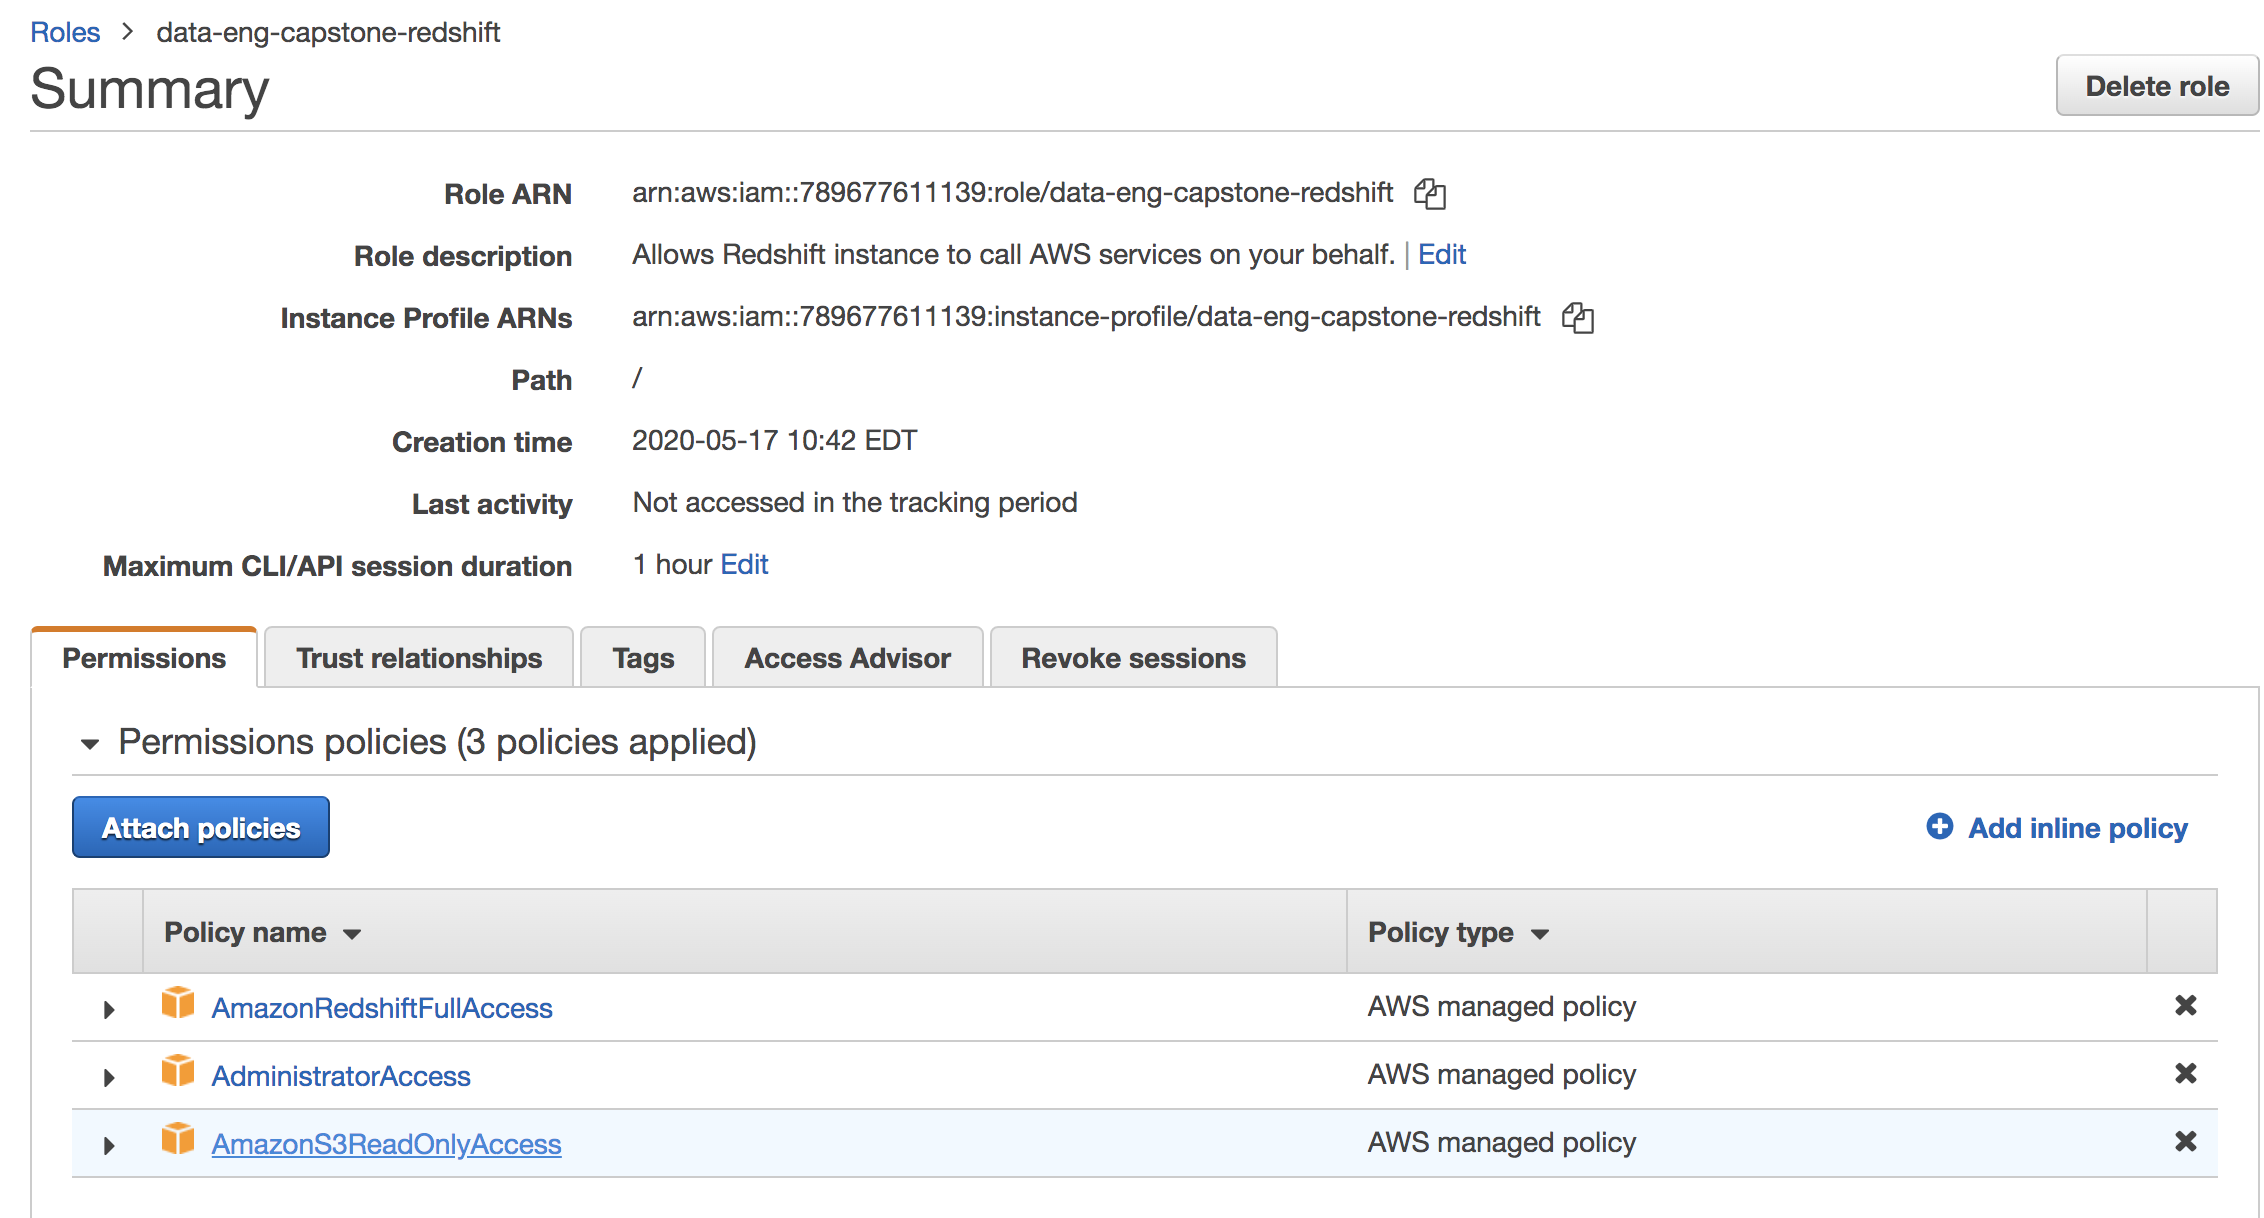 Roles > data-eng-capstone-redshift
Summary
Delete role
Role ARN arn:aws:iam::789677611139:role/data-eng-capstone-redshift
Role description Allows Redshift instance to call AWS services on your behalf. | Edit
Instance Profile ARNs arn:aws:iam::789677611139:instance-profile/data-eng-capstone-redshift
Path /
Creation time 2020-05-17 10:42 EDT
Last activity Not accessed in the tracking period
Maximum CLI/API session duration 1 hour Edit
Permissions Trust relationships Tags Access Advisor Revoke sessions
Permissions policies (3 policies applied)
Attach policies Add inline policy
Policy name Policy type
AmazonRedshiftFullAccess AWS managed policy
AdministratorAccess AWS managed policy
AmazonS3ReadOnlyAccess AWS managed policy